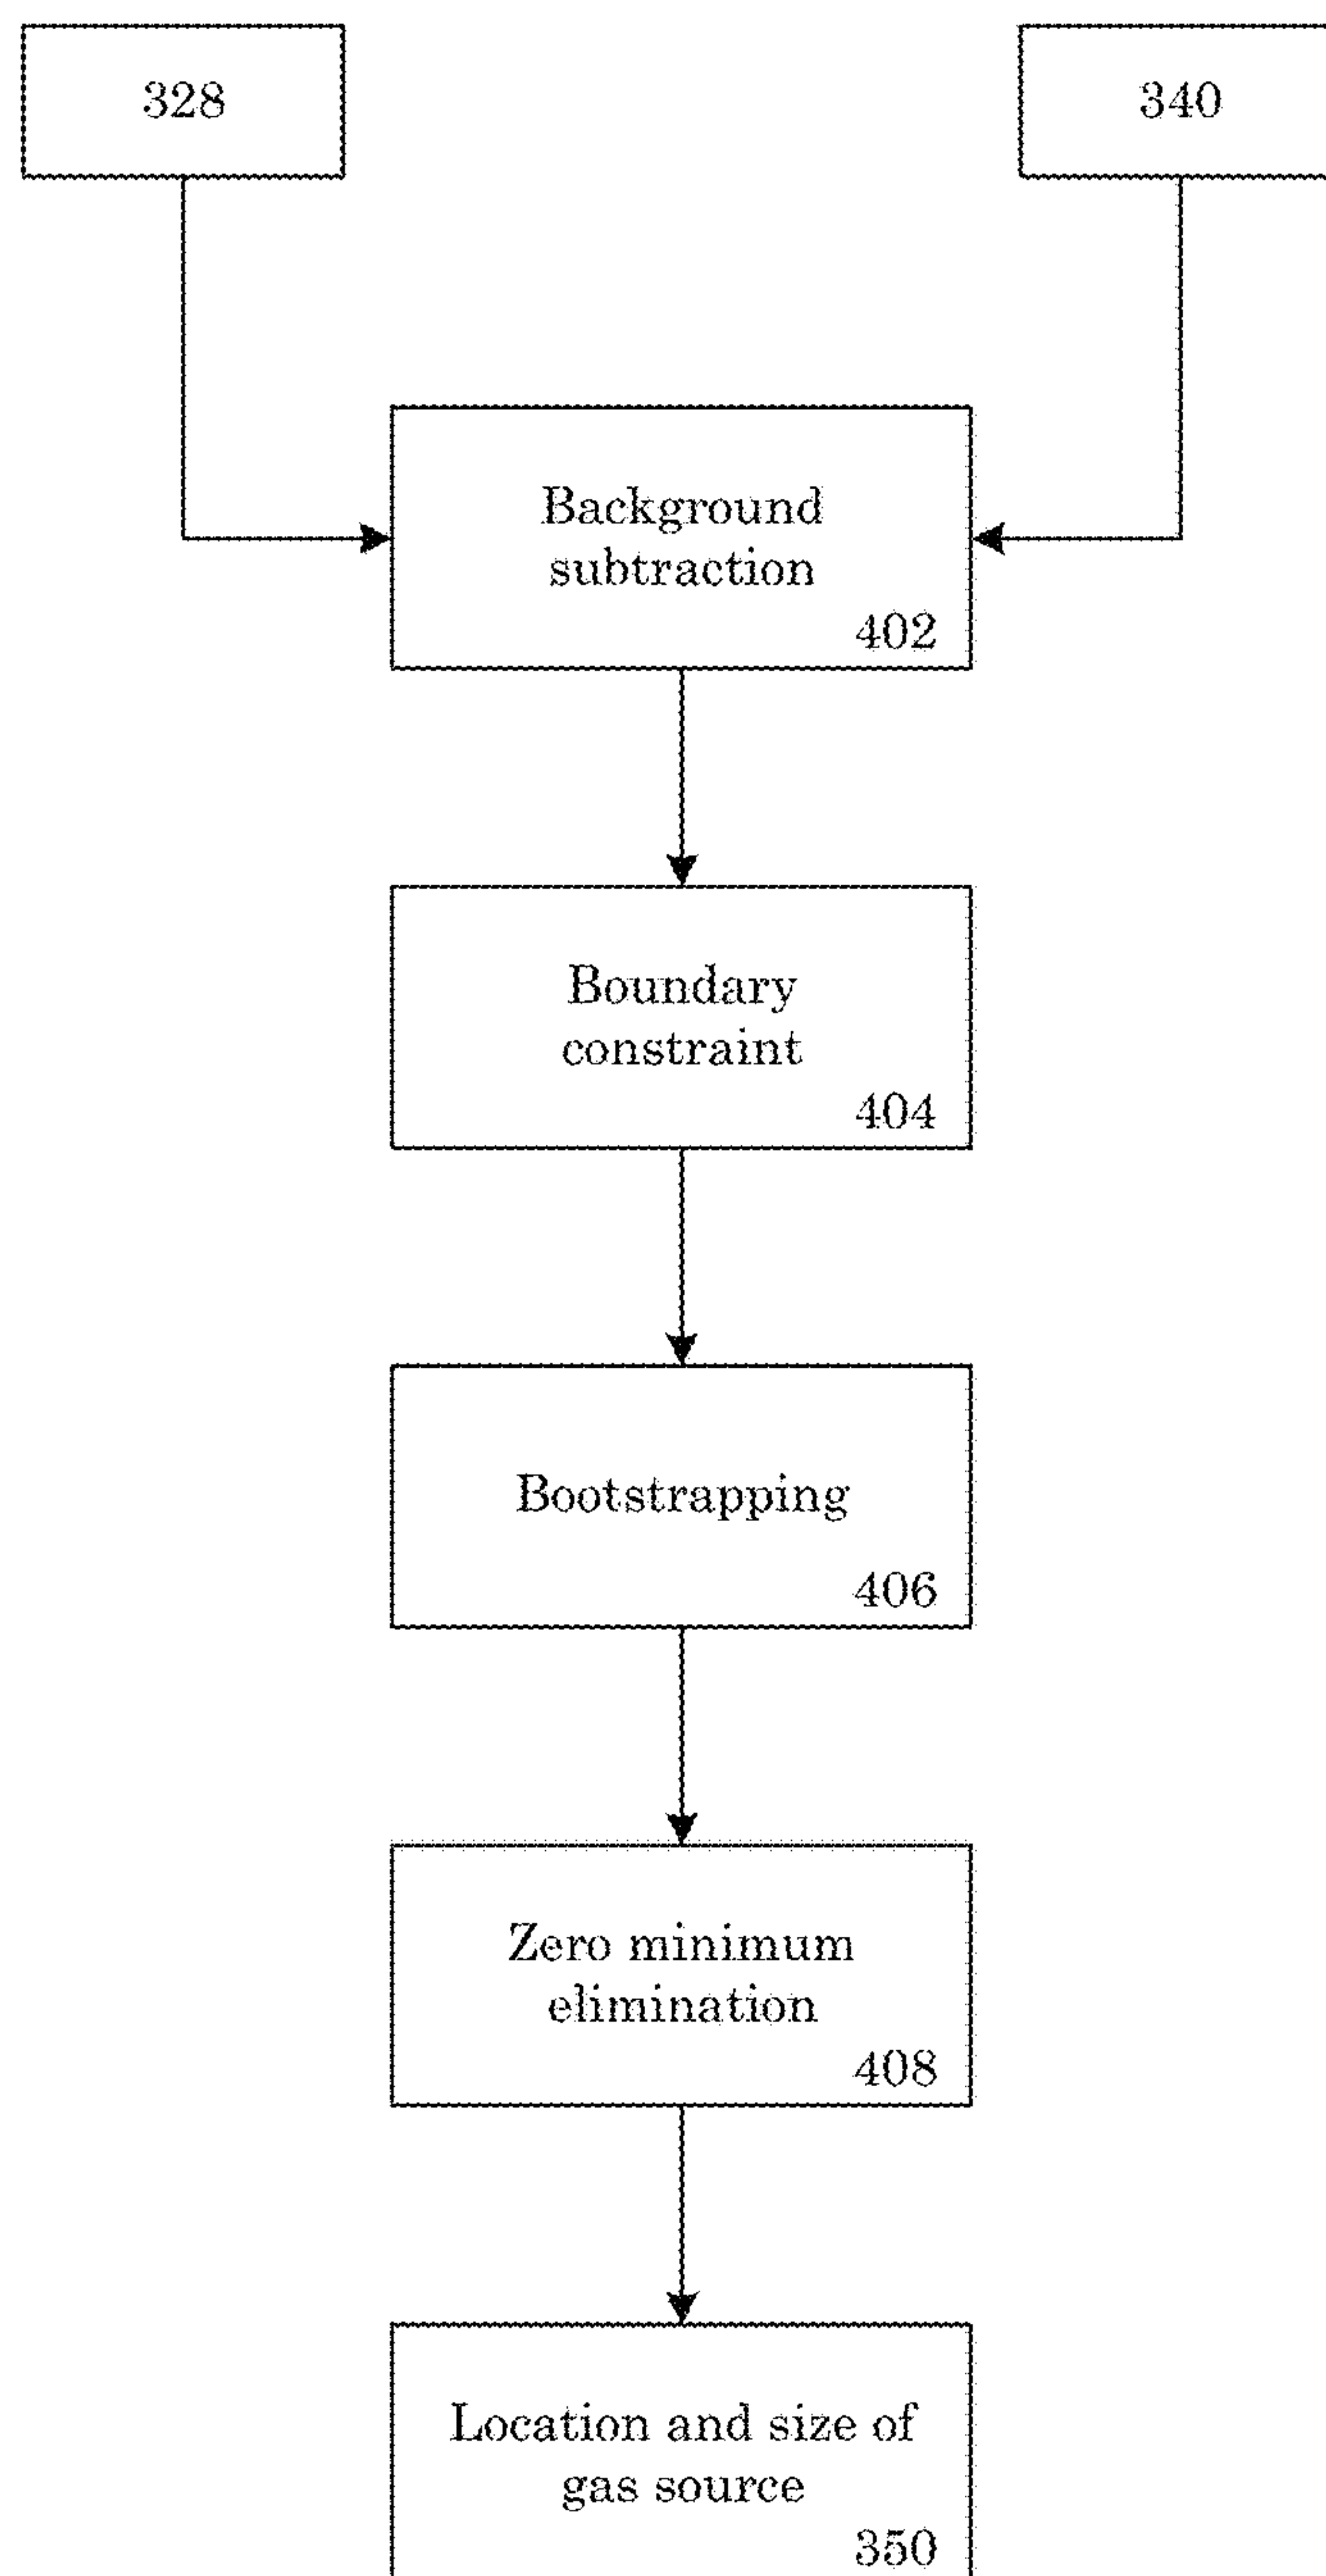 328
340
Background
subtraction
402
Boundary
constraint
404
Bootstrapping
406
Zero minimum
elimination
408
Location and size of
gas source
350